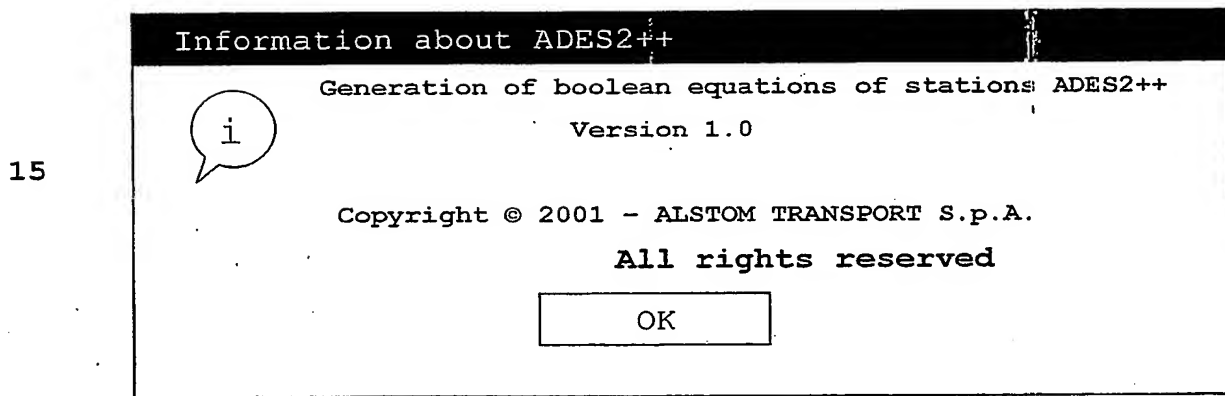 Information about ADES2++
Generation of boolean equations of stations ADES2++
i
Version 1.0
15
Copyright © 2001 - ALSTOM TRANSPORT S.p.A.
All rights reserved
OK